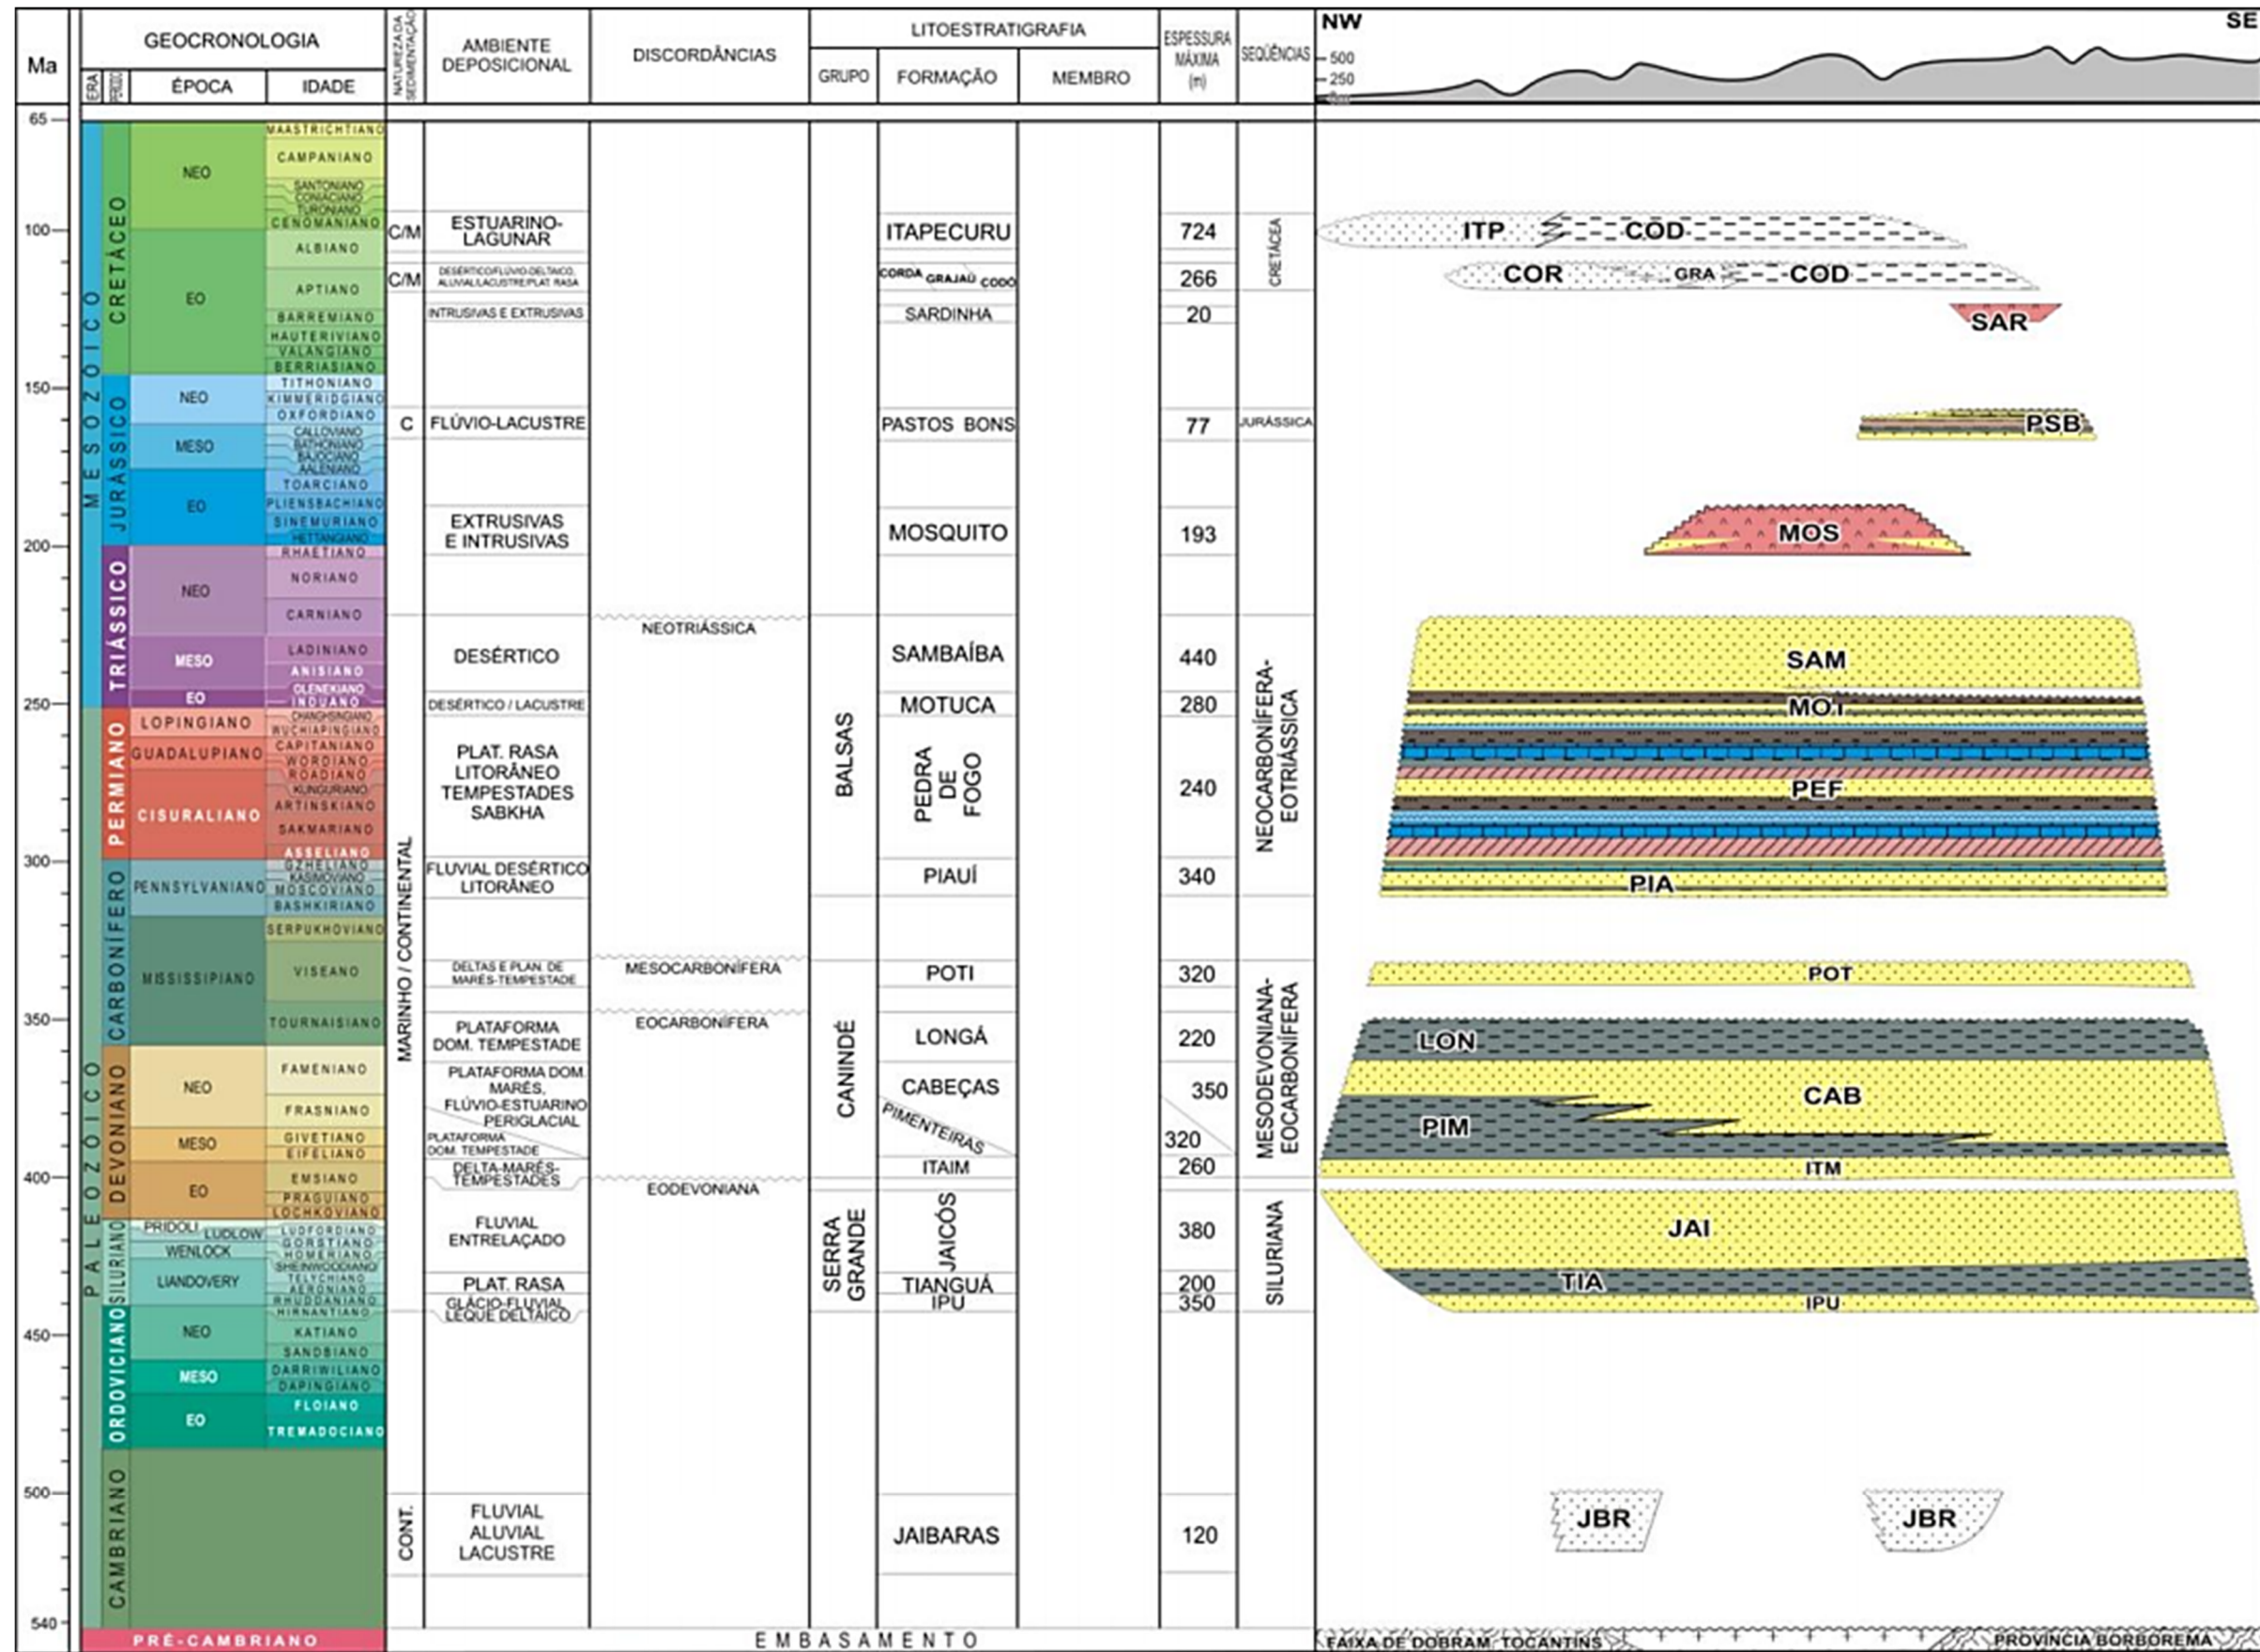 GEOCRONOLOGIA
Ma
ERA
PERÍODO
ÉPOCA
IDADE
NATUREZA DA
SEDIMENTAÇÃO
AMBIENTE
DEPOSICIONAL
DISCORDÂNCIAS
LITOESTRATIGRAFIA
GRUPO
FORMAÇÃO
MEMBRO
ESPESSURA
MÁXIMA
(m)
SEQÜÊNCIAS
NW
SE
500
250
65
100
150
200
250
300
350
400
450
500
540
MESOZÓICO
PALEOZÓICO
CRETÁCEO
JURÁSSICO
TRIÁSSICO
PERMIANO
CARBONÍFERO
DEVONIANO
SILURIANO
ORDOVICIANO
CAMBRIANO
PRÉ-CAMBRIANO
NEO
EO
NEO
MESO
EO
NEO
MESO
EO
LOPINGIANO
GUADALUPIANO
CISURALIANO
PENNSYLVANIANO
MISSISSIPIANO
NEO
MESO
EO
PRIDOLI
LUDLOW
WENLOCK
LIANDOVERY
NEO
MESO
EO
MAASTRICHTIANO
CAMPANIANO
SANTONIANO
CONIACIANO
TURONIANO
CENOMANIANO
ALBIANO
APTIANO
BARREMIANO
HAUTERIVIANO
VALANGIANO
BERRIASIANO
TITHONIANO
KIMMERIDGIANO
OXFORDIANO
CALLOVIANO
BATHONIANO
BAJOCIANO
AALENIANO
TOARCIANO
PLIENSBACHIANO
SINEMURIANO
HETTANGIANO
RHAETIANO
NORIANO
CARNIANO
LADINIANO
ANISIANO
OLENEKIANO
INDUANO
CHANGHSINGIANO
WUCHIAPINGIANO
CAPITANIANO
WORDIANO
ROADIANO
KUNGURIANO
ARTINSKIANO
SAKMARIANO
ASSELIANO
GZHELIANO
KASIMOVIANO
MOSCOVIANO
BASHKIRIANO
SERPUKHOVIANO
VISEANO
TOURNAISIANO
FAMENIANO
FRASNIANO
GIVETIANO
EIFELIANO
EMSIANO
PRAGUIANO
LOCHKOVIANO
LUDFORDIANO
GORSTIANO
HOMERIANO
SHEINWOODIANO
TELYCHIANO
AERONIANO
RHUDDANIANO
HIRNANTIANO
KATIANO
SANDBIANO
DARRIWILIANO
DAPINGIANO
FLOIANO
TREMADOCIANO
C/M
C/M
C
MARINHO / CONTINENTAL
CONT.
ESTUARINO-
LAGUNAR
DESÉRTICO/FLÚVIO-DELTAICO,
ALUVIAL/LACUSTRE/PLAT. RASA
INTRUSIVAS E EXTRUSIVAS
FLÚVIO-LACUSTRE
EXTRUSIVAS
E INTRUSIVAS
DESÉRTICO
DESÉRTICO / LACUSTRE
PLAT. RASA
LITORÂNEO
TEMPESTADES
SABKHA
FLUVIAL DESÉRTICO
LITORÂNEO
DELTAS E PLAN. DE
MARÉS-TEMPESTADE
PLATAFORMA
DOM. TEMPESTADE
PLATAFORMA DOM.
MARÉS,
FLÚVIO-ESTUARINO
PERIGLACIAL
PLATAFORMA
DOM. TEMPESTADE
DELTA-MARÉS-
TEMPESTADES
FLUVIAL
ENTRELAÇADO
PLAT. RASA
GLÁCIO-FLUVIAL
LEQUE DELTAÍCO
FLUVIAL
ALUVIAL
LACUSTRE
NEOTRIÁSSICA
MESOCARBONÍFERA
EOCARBONÍFERA
EODEVONIANA
BALSAS
CANINDÉ
SERRA
GRANDE
ITAPECURU
CORDA GRAJAÚ CODÓ
SARDINHA
PASTOS BONS
MOSQUITO
SAMBAÍBA
MOTUCA
PEDRA
DE
FOGO
PIAUÍ
POTI
LONGÁ
CABEÇAS
PIMENTEIRAS
ITAIM
JAICÓS
TIANGUÁ
IPU
JAIBARAS
724
266
20
77
193
440
280
240
340
320
220
350
320
260
380
200
350
120
CRETÁCEA
JURÁSSICA
NEOCARBONÍFERA-
EOTRIÁSSICA
MESODEVONIANA-
EOCARBONÍFERA
SILURIANA
ITP
COD
COR
GRA
COD
SAR
PSB
MOS
SAM
MOT
PEF
PIA
POT
LON
CAB
PIM
ITM
JAI
TIA
IPU
JBR
JBR
EMBASAMENTO
FAIXA DE DOBRAM. TOCANTINS
PROVÍNCIA BORBOREMA